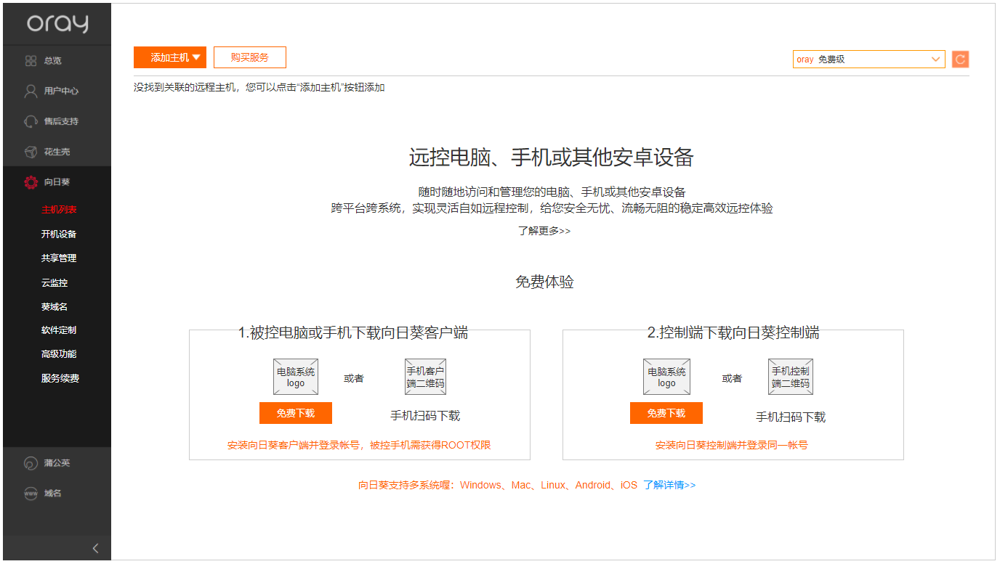 oray
总览
用户中心
售后支持
花生壳
向日葵
主机列表
开机设备
共享管理
云监控
葵域名
软件定制
高级功能
服务续费
蒲公英
www
域名
添加主机
购买服务
oray 免费级
没找到关联的远程主机，您可以点击“添加主机”按钮添加
远控电脑、手机或其他安卓设备
随时随地访问和管理您的电脑、手机或其他安卓设备
跨平台跨系统，实现灵活自如远程控制，给您安全无忧、流畅无阻的稳定高效远控体验
了解更多>>
免费体验
1.被控电脑或手机下载向日葵客户端
电脑系统
logo
或者
手机客户
端二维码
免费下载
手机扫码下载
安装向日葵客户端并登录帐号，被控手机需获得ROOT权限
2.控制端下载向日葵控制端
电脑系统
logo
或者
手机控制
端二维码
免费下载
手机扫码下载
安装向日葵控制端并登录同一帐号
向日葵支持多系统喔：Windows、Mac、Linux、Android、iOS 了解详情>>